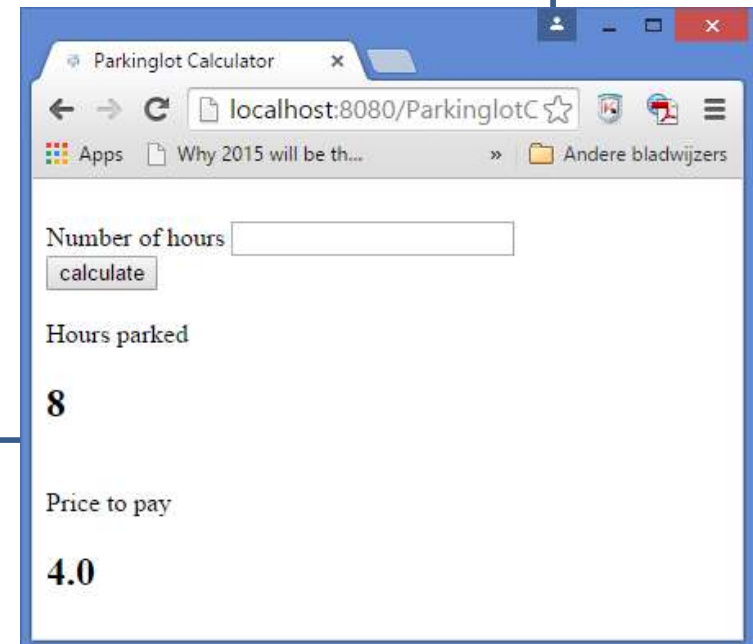 Parkinglot Calculator
localhost:8080/ParkinglotC
Apps Why 2015 will be th... » Andere bladwijzers
Number of hours
calculate
Hours parked
8
Price to pay
4.0